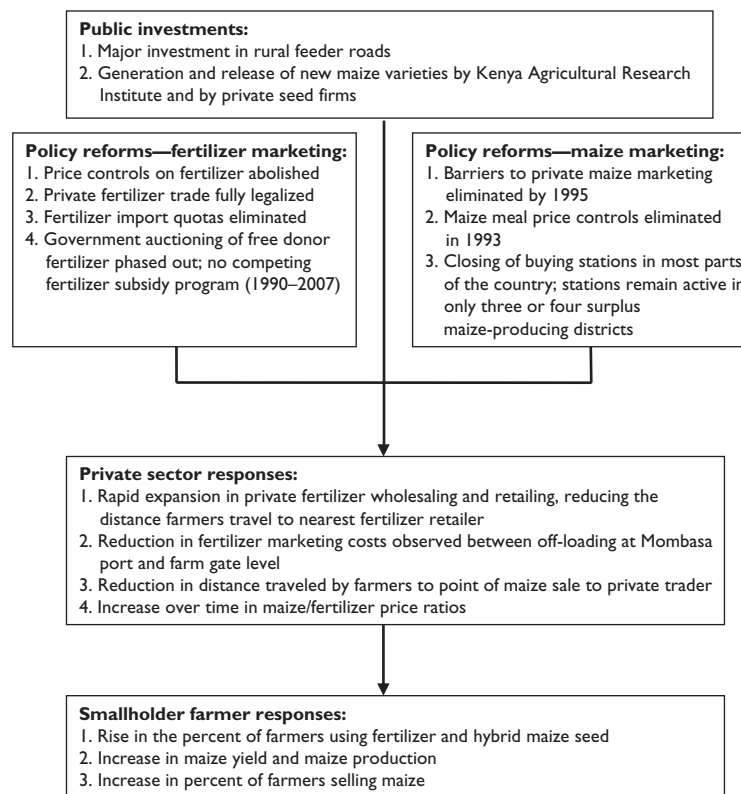 Public investments:
1. Major investment in rural feeder roads
2. Generation and release of new maize varieties by Kenya Agricultural Research
Institute and by private seed firms
Policy reforms—fertilizer marketing:
1. Price controls on fertilizer abolished
2. Private fertilizer trade fully legalized
3. Fertilizer import quotas eliminated
4. Government auctioning of free donor
fertilizer phased out; no competing
fertilizer subsidy program (1990–2007)
Policy reforms—maize marketing:
1. Barriers to private maize marketing
eliminated by 1995
2. Maize meal price controls eliminated
in 1993
3. Closing of buying stations in most parts
of the country; stations remain active in
only three or four surplus
maize-producing districts
Private sector responses:
1. Rapid expansion in private fertilizer wholesaling and retailing, reducing the
distance farmers travel to nearest fertilizer retailer
2. Reduction in fertilizer marketing costs observed between off-loading at Mombasa
port and farm gate level
3. Reduction in distance traveled by farmers to point of maize sale to private trader
4. Increase over time in maize/fertilizer price ratios
Smallholder farmer responses:
1. Rise in the percent of farmers using fertilizer and hybrid maize seed
2. Increase in maize yield and maize production
3. Increase in percent of farmers selling maize